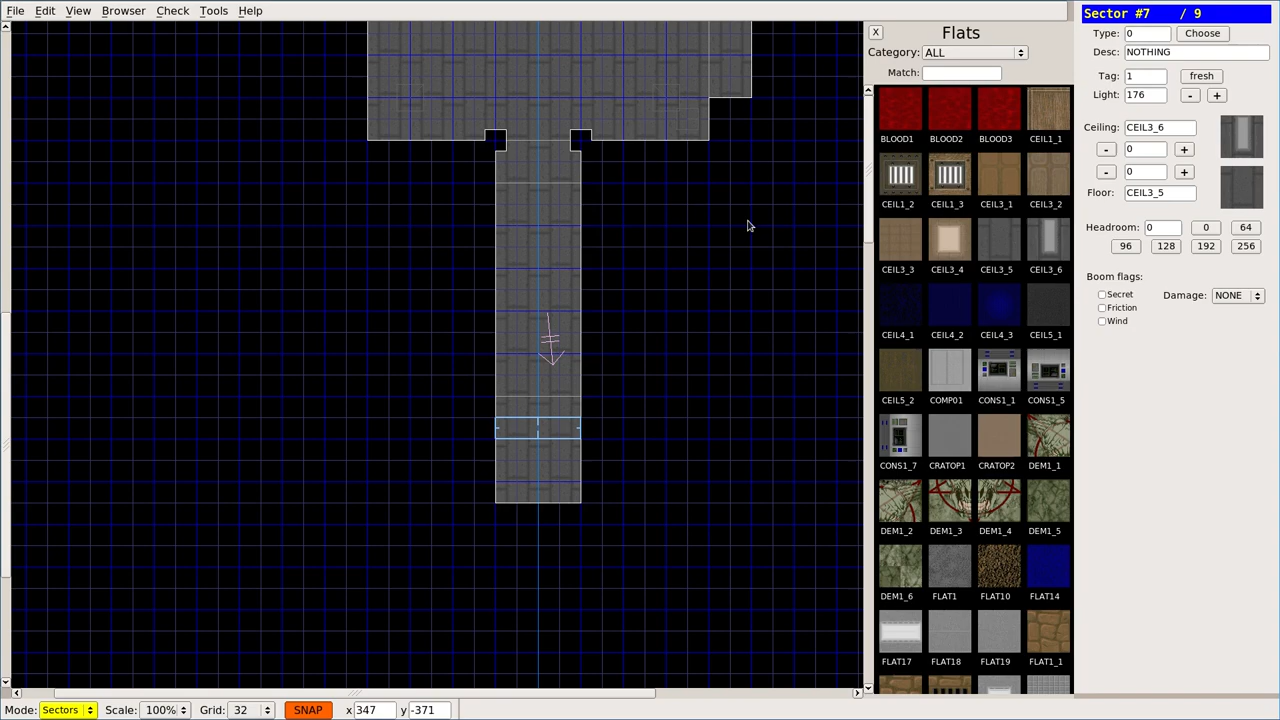 File Edit View Browser Check Tools Help
Sector #7 / 9
Flats
X
Category: ALL
Match:
BLOOD1 BLOOD2 BLOOD3 CEIL1_1
CEIL1_2 CEIL1_3 CEIL3_1 CEIL3_2
CEIL3_3 CEIL3_4 CEIL3_5 CEIL3_6
CEIL4_1 CEIL4_2 CEIL4_3 CEIL5_1
CEIL5_2 COMP01 CONS1_1 CONS1_5
CONS1_7 CRATOP1 CRATOP2 DEM1_1
DEM1_2 DEM1_3 DEM1_4 DEM1_5
DEM1_6 FLAT1 FLAT10 FLAT14
FLAT17 FLAT18 FLAT19 FLAT1_1
Type: 0 Choose
Desc: NOTHING
Tag: 1 fresh
Light: 176 - +
Ceiling: CEIL3_6
- 0 +
- 0 +
Floor: CEIL3_5
Headroom: 0 0 64
96 128 192 256
Boom flags:
Secret Damage: NONE
Friction
Wind
Mode: Sectors Scale: 100% Grid: 32 SNAP x 347 y -371